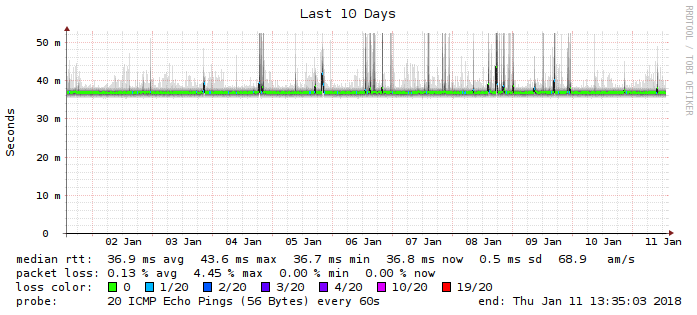 Last 10 Days
RRDTOOL / TOBI OETIKER
Seconds
50 m
40 m
30 m
20 m
10 m
0
02 Jan 03 Jan 04 Jan 05 Jan 06 Jan 07 Jan 08 Jan 09 Jan 10 Jan 11 Jan
median rtt: 36.9 ms avg 43.6 ms max 36.7 ms min 36.8 ms now 0.5 ms sd 68.9 am/s
packet loss: 0.13 % avg 4.45 % max 0.00 % min 0.00 % now
loss color: 0 1/20 2/20 3/20 4/20 10/20 19/20
probe: 20 ICMP Echo Pings (56 Bytes) every 60s end: Thu Jan 11 13:35:03 2018